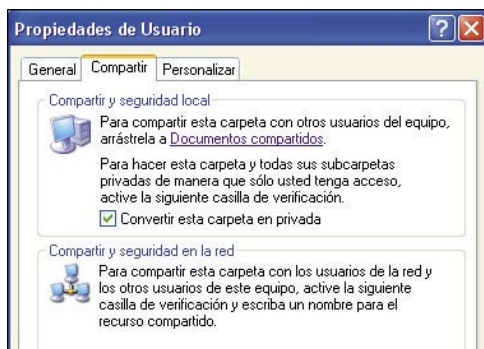 Propiedades de Usuario
General
Compartir
Personalizar
Compartir y seguridad local
Para compartir esta carpeta con otros usuarios del equipo,
arrástrela a Documentos compartidos.
Para hacer esta carpeta y todas sus subcarpetas
privadas de manera que sólo usted tenga acceso,
active la siguiente casilla de verificación.
Convertir esta carpeta en privada
Compartir y seguridad en la red
Para compartir esta carpeta con los usuarios de la red y
los otros usuarios de este equipo, active la siguiente
casilla de verificación y escriba un nombre para el
recurso compartido.